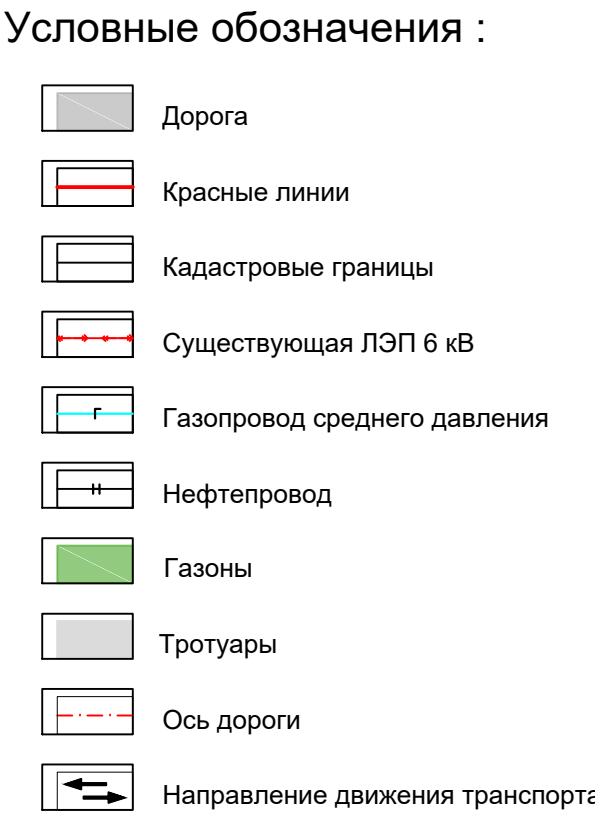 Условные обозначения :
Дорога
Красные линии
Кадастровые границы
Существующая ЛЭП 6 кВ
Г
Газопровод среднего давления
Н
Нефтепровод
Газоны
Тротуары
Ось дороги
Направление движения транспорта